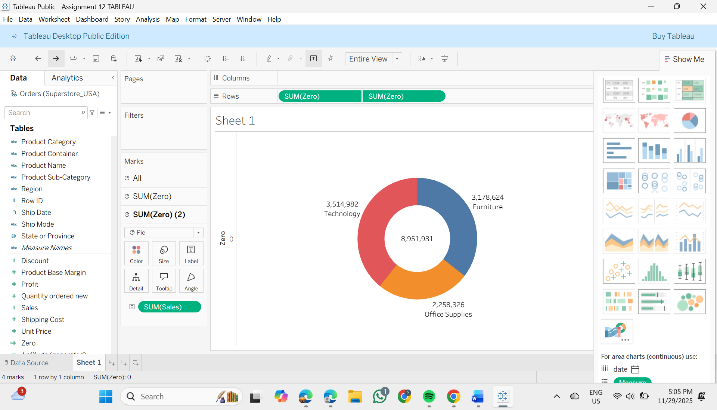 Tableau Public - Assignment 12 TABLEAU
File Data Worksheet Dashboard Story Analysis Map Format Server Window Help
Tableau Desktop Public Edition
Buy Tableau
Entire View
Show Me
Data Analytics
Orders (Superstore_USA)
Search
Tables
Product Category
Product Container
Product Name
Product Sub-Category
Region
Row ID
Ship Date
Ship Mode
State or Province
Measure Names
Discount
Product Base Margin
Profit
Quantity ordered new
Sales
Shipping Cost
Unit Price
Zero
Pages
Filters
Marks
All
SUM(Zero)
SUM(Zero) (2)
Pie
Color Size Label
Detail Tooltip Angle
SUM(Sales)
Columns
Rows
SUM(Zero) SUM(Zero)
Sheet 1
Zero
0
3,514,982
Technology
3,178,624
Furniture
8,951,931
2,258,326
Office Supplies
For area charts (continuous) use:
date
Measure
Data Source
Sheet 1
4 marks 1 row by 1 column SUM(Zero): 0
Search
ENG
US
5:05 PM
11/29/2025